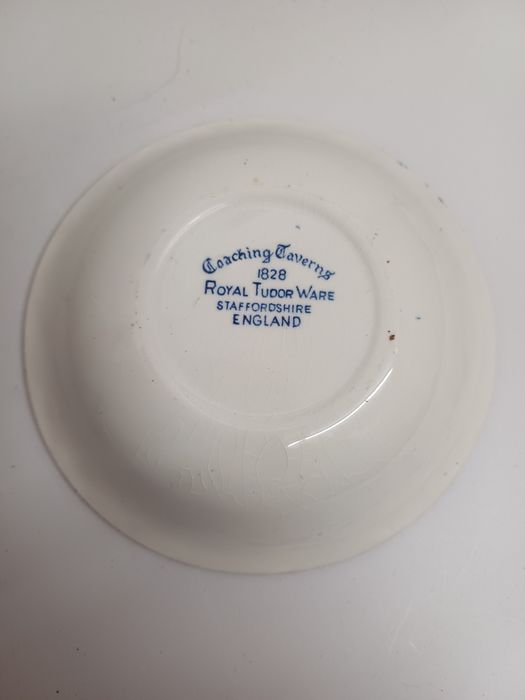 Coaching Taverns
1828
ROYAL TUDOR WARE
STAFFORDSHIRE
ENGLAND